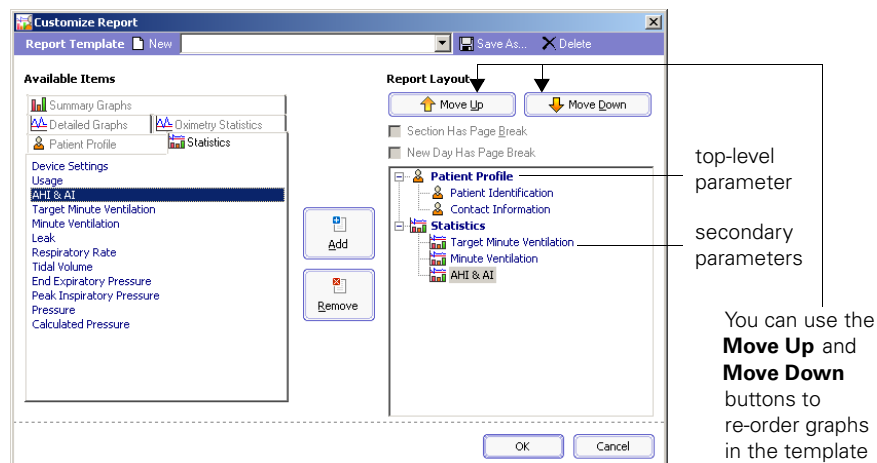 Customize Report
Report Template New Save As... Delete
Available Items
Summary Graphs
Detailed Graphs Oximetry Statistics
Patient Profile Statistics
Device Settings
Usage
AHI & AI
Target Minute Ventilation
Minute Ventilation
Leak
Respiratory Rate
Tidal Volume
End Expiratory Pressure
Peak Inspiratory Pressure
Pressure
Calculated Pressure
Add
Remove
Report Layout
Move Up Move Down
Section Has Page Break
New Day Has Page Break
Patient Profile
Patient Identification
Contact Information
Statistics
Target Minute Ventilation
Minute Ventilation
AHI & AI
OK Cancel
top-level
parameter
secondary
parameters
You can use the
Move Up and
Move Down
buttons to
re-order graphs
in the template